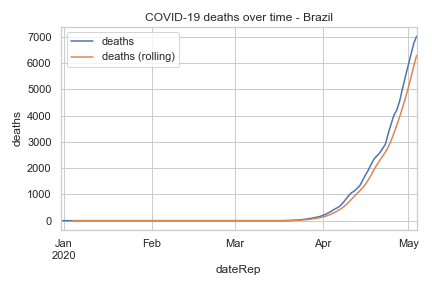 COVID-19 deaths over time - Brazil
deaths
deaths (rolling)
7000
6000
5000
4000
3000
2000
1000
0
deaths
Jan
2020
Feb
Mar
Apr
May
dateRep